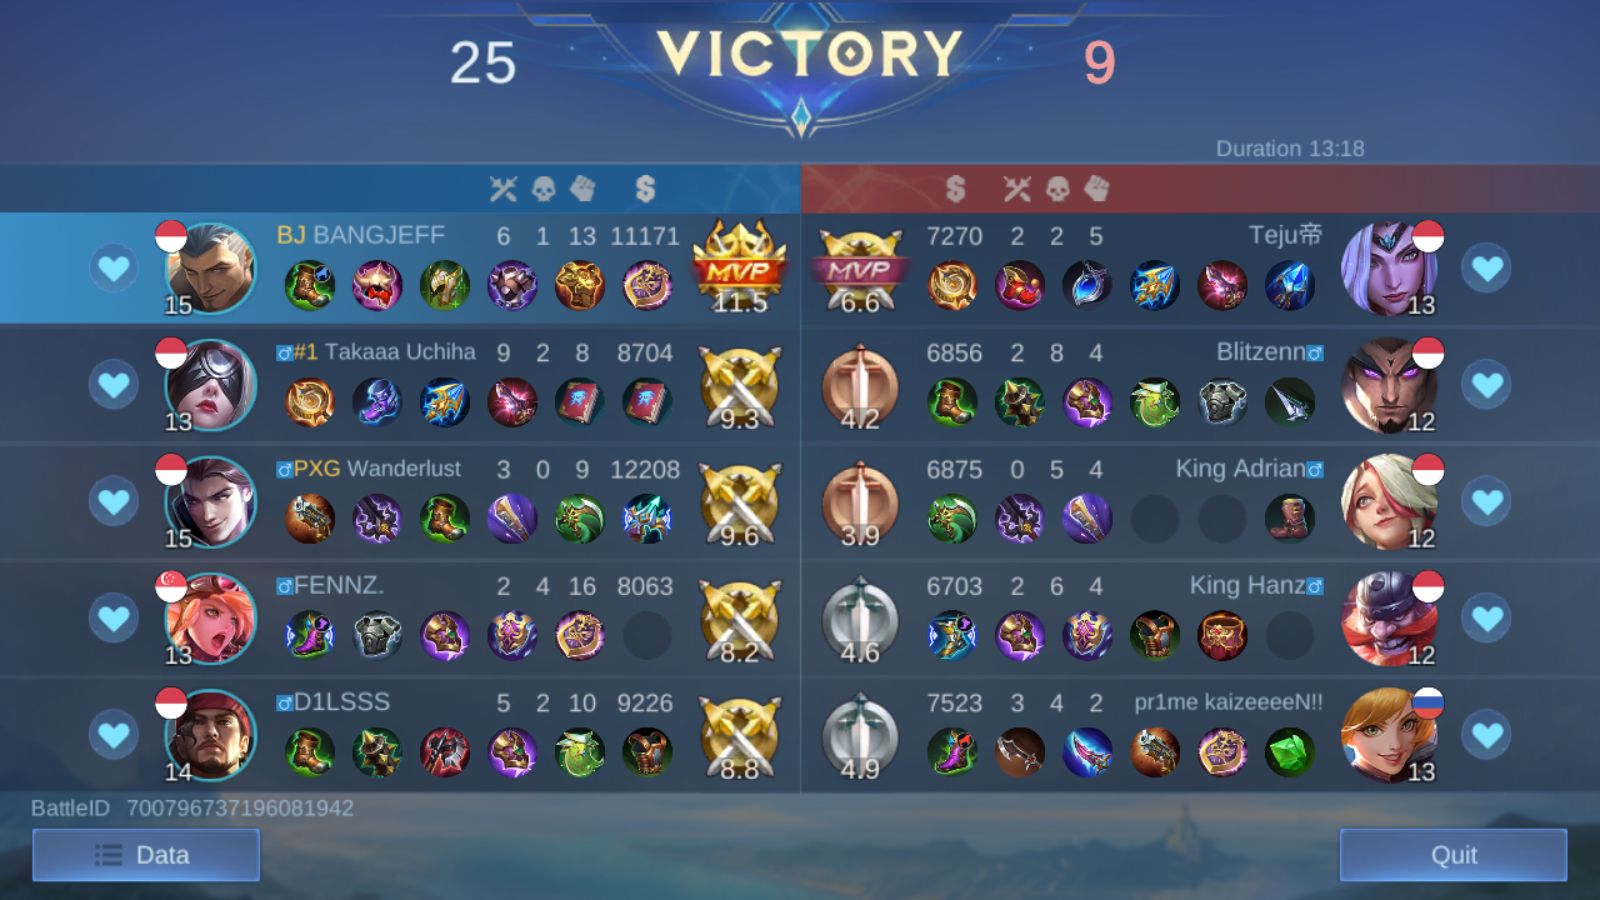 25 VICTORY 9
Duration 13:18
BJ BANGJEFF 6 1 13 11171 MVP 11.5 15
MVP 6.6 7270 2 2 5 Teju帝 13
#1 Takaaa Uchiha 9 2 8 8704 9.3 13
4.2 6856 2 8 4 Blitzenn 12
PXG Wanderlust 3 0 9 12208 9.6 15
3.9 6875 0 5 4 King Adrian 12
FENNZ. 2 4 16 8063 8.2 13
4.6 6703 2 6 4 King Hanz 12
D1LSSS 5 2 10 9226 8.8 14
4.9 7523 3 4 2 pr1me kaizeeeeN!! 13
BattleID 700796737196081942
Data
Quit